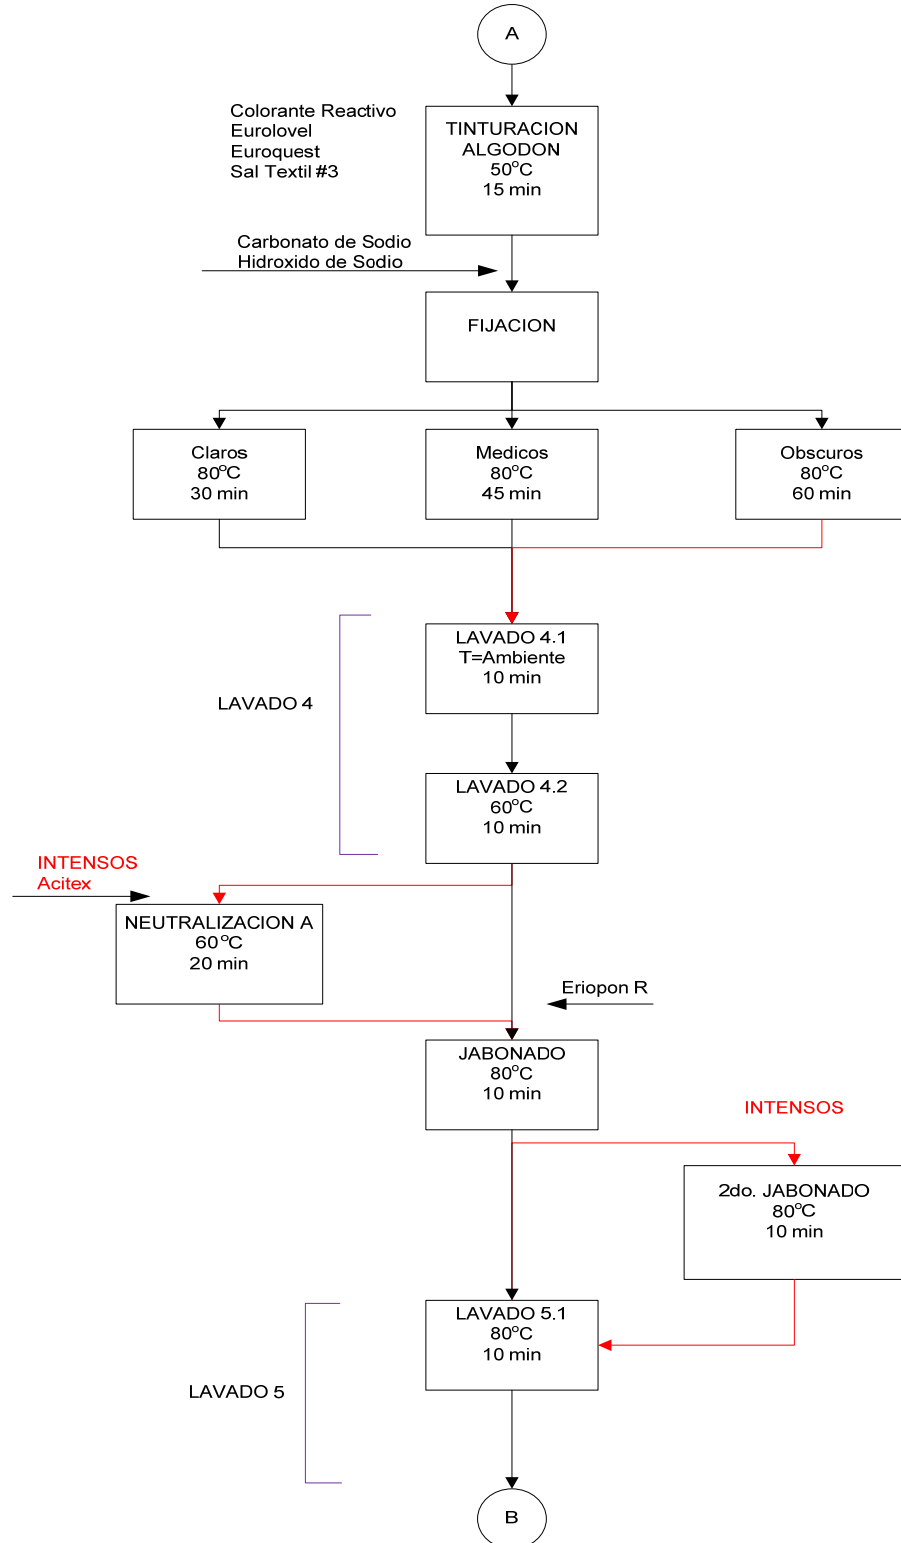 A
Colorante Reactivo
Eurolovel
Euroquest
Sal Textil #3
TINTURACION
ALGODON
50°C
15 min
Carbonato de Sodio
Hidroxido de Sodio
FIJACION
Claros
80°C
30 min
Medicos
80°C
45 min
Obscuros
80°C
60 min
LAVADO 4.1
T=Ambiente
10 min
LAVADO 4
LAVADO 4.2
60°C
10 min
INTENSOS
Acitex
NEUTRALIZACION A
60°C
20 min
Eriopon R
JABONADO
80°C
10 min
INTENSOS
2do. JABONADO
80°C
10 min
LAVADO 5.1
80°C
10 min
LAVADO 5
B